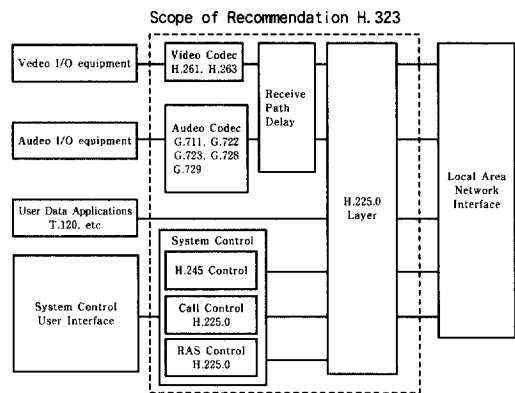 Scope of Recommendation H.323
Vedeo I/O equipment
Video Codec
H.261, H.263
Receive
Path
Delay
Audio I/O equipment
Audeo Codec
G.711, G.722
G.723, G.728
G.729
H.225.0
Layer
Local Area
Network
Interface
User Data Applications
T.120. etc
System Control
H.245 Control
System Control
User Interface
Call Control
H.225.0
RAS Control
H.225.0